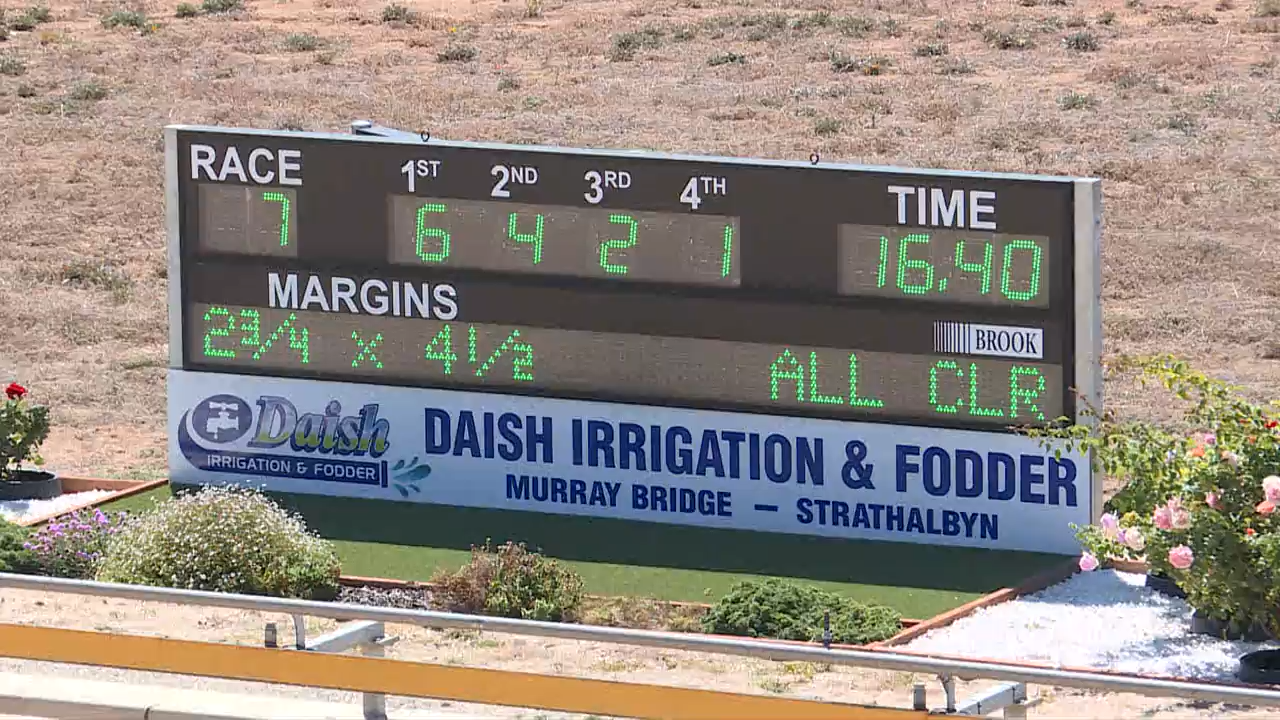 RACE 1ST 2ND 3RD 4TH TIME
7 6 4 2 1 16.40
MARGINS
BROOK
2¾ x 4½ ALL CLR
Daish
IRRIGATION & FODDER
DAISH IRRIGATION & FODDER
MURRAY BRIDGE — STRATHALBYN